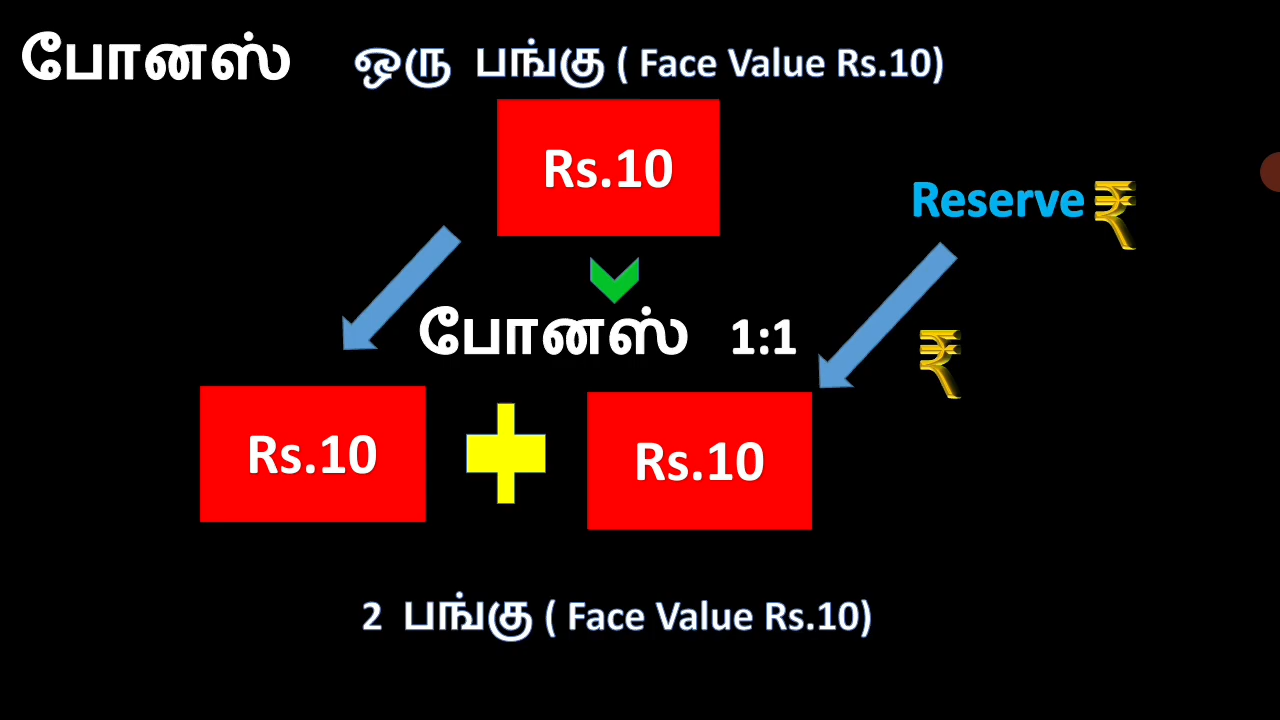 போனஸ் ஒரு பங்கு ( Face Value Rs.10)
Rs.10
Reserve ₹
போனஸ் 1:1
₹
Rs.10
Rs.10
2 பங்கு ( Face Value Rs.10)